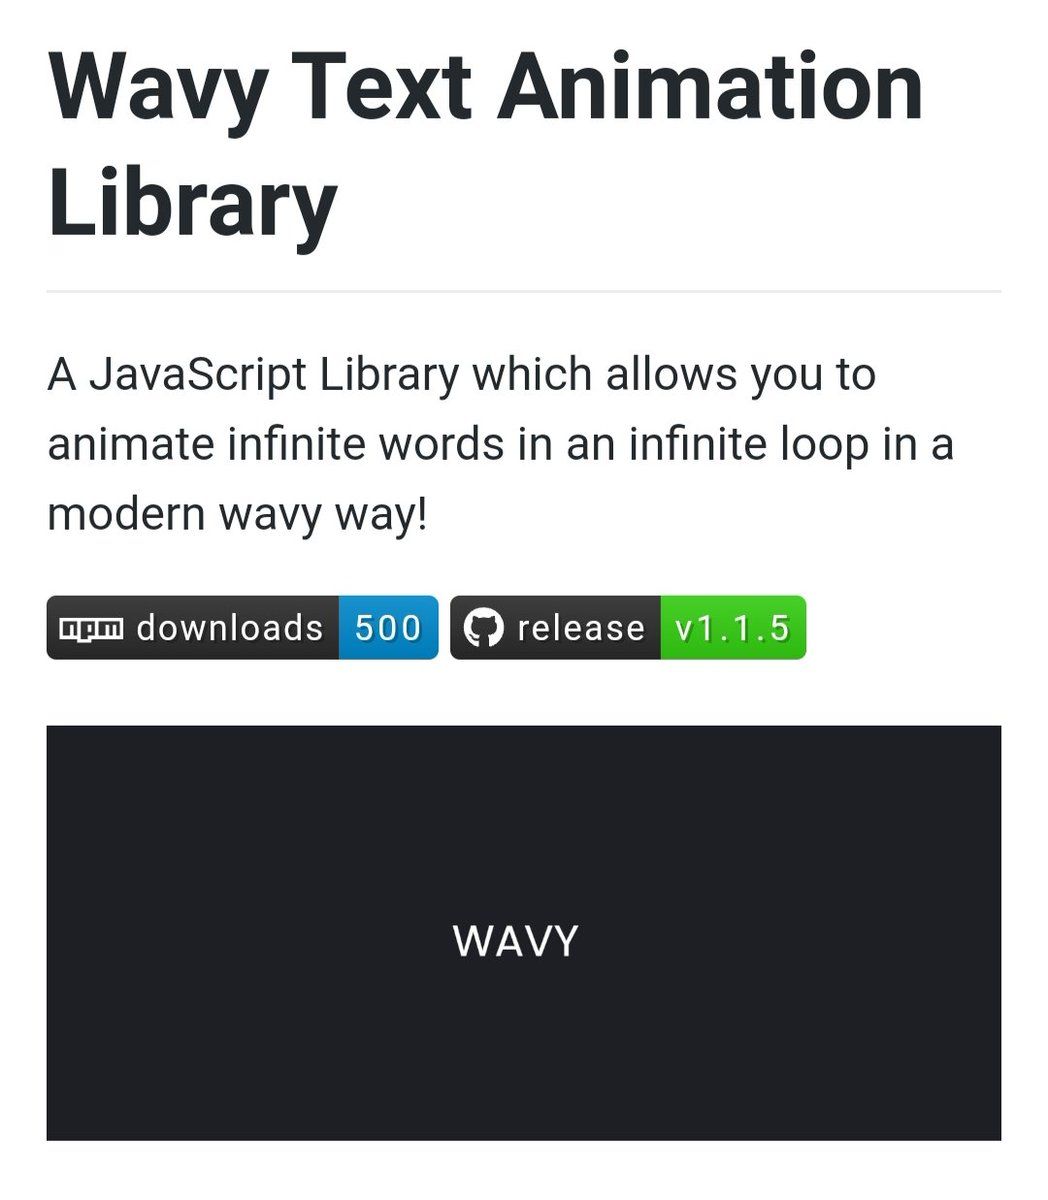 Wavy Text Animation
Library
A JavaScript Library which allows you to
animate infinite words in an infinite loop in a
modern wavy way!
npm downloads 500 release v1.1.5
WAVY